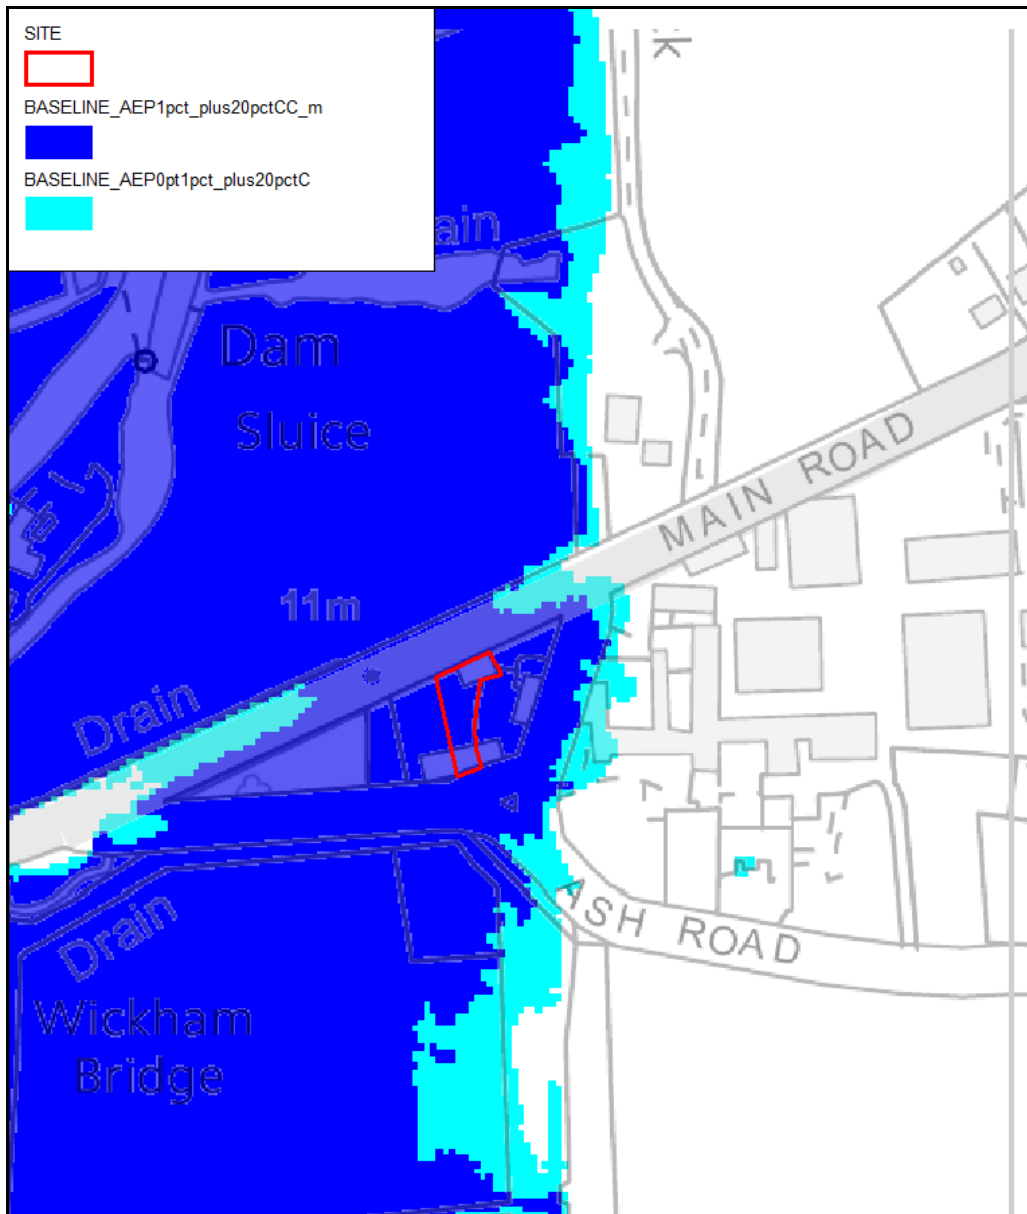 SITE
BASELINE_AEP1pct_plus20pctCC_m
BASELINE_AEP0pt1pct_plus20pctC
k
ain
Dam
Sluice
MAIN ROAD
11m
Drain
Drain
ASH ROAD
Wickham
Bridge